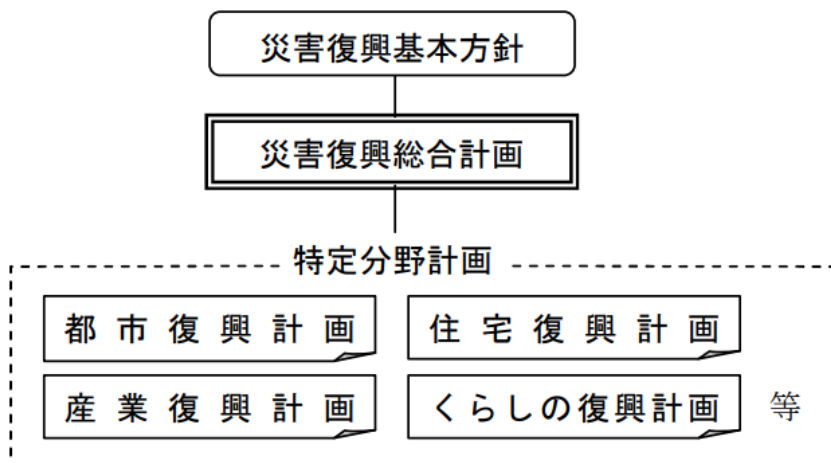 災害復興基本方針
災害復興総合計画
特定分野計画
都市復興計画
住宅復興計画
産業復興計画
くらしの復興計画
等